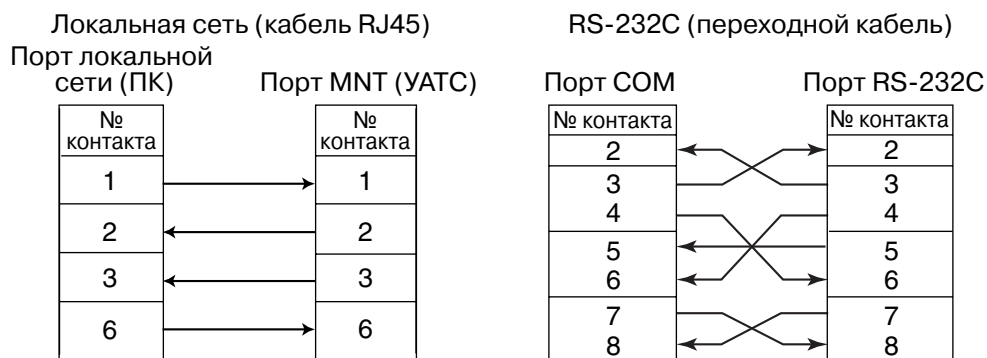 Локальная сеть (кабель RJ45)
Порт локальной
сети (ПК)
Порт MNT (УАТС)
№
контакта
№
контакта
1
1
2
2
3
3
6
6
RS-232C (переходной кабель)
Порт COM
Порт RS-232C
№ контакта
№ контакта
2
2
3
3
4
4
5
5
6
6
7
7
8
8